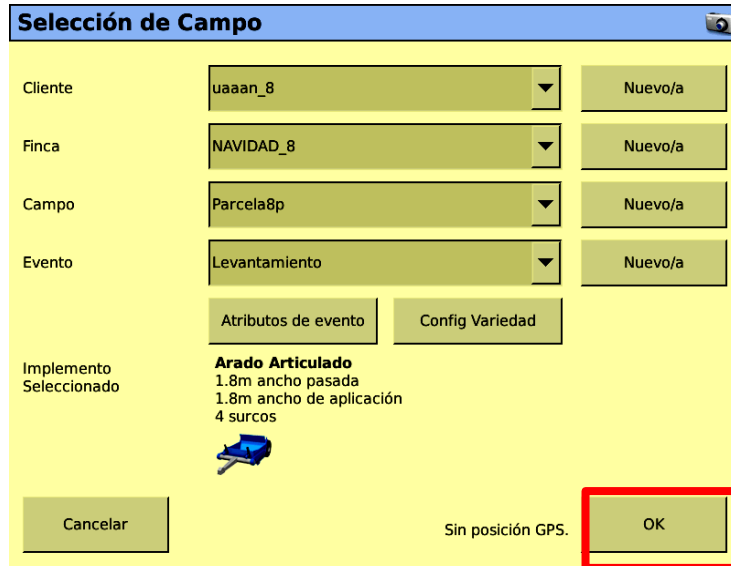 Selección de Campo
Cliente
uaaan_8
Nuevo/a
Finca
NAVIDAD_8
Nuevo/a
Campo
Parcela8p
Nuevo/a
Evento
Levantamiento
Nuevo/a
Atributos de evento
Config Variedad
Implemento
Seleccionado
Arado Articulado
1.8m ancho pasada
1.8m ancho de aplicación
4 surcos
Cancelar
Sin posición GPS.
OK